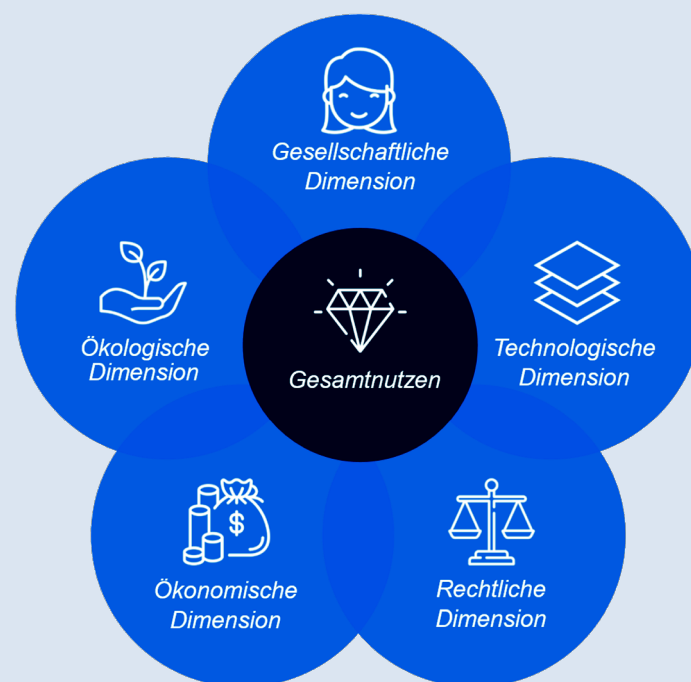 Gesellschaftliche
Dimension
Ökologische
Dimension
Technologische
Dimension
Gesamtnutzen
$
Ökonomische
Dimension
Rechtliche
Dimension